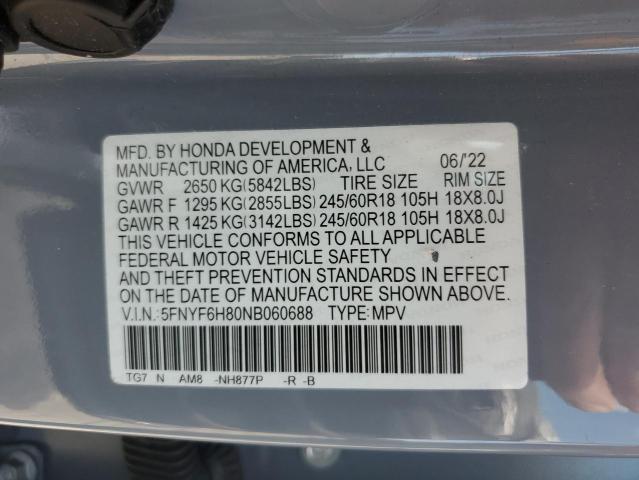 MFD. BY HONDA DEVELOPMENT &
MANUFACTURING OF AMERICA, LLC 06/'22
GVWR 2650 KG(5842LBS) TIRE SIZE RIM SIZE
GAWR F 1295 KG(2855LBS) 245/60R18 105H 18X8.0J
GAWR R 1425 KG(3142LBS) 245/60R18 105H 18X8.0J
THIS VEHICLE CONFORMS TO ALL APPLICABLE
FEDERAL MOTOR VEHICLE SAFETY
AND THEFT PREVENTION STANDARDS IN EFFECT
ON THE DATE OF MANUFACTURE SHOWN ABOVE.
V.I.N.: 5FNYF6H80NB060688 TYPE: MPV
TG7 N AM8 -NH877P -R -B